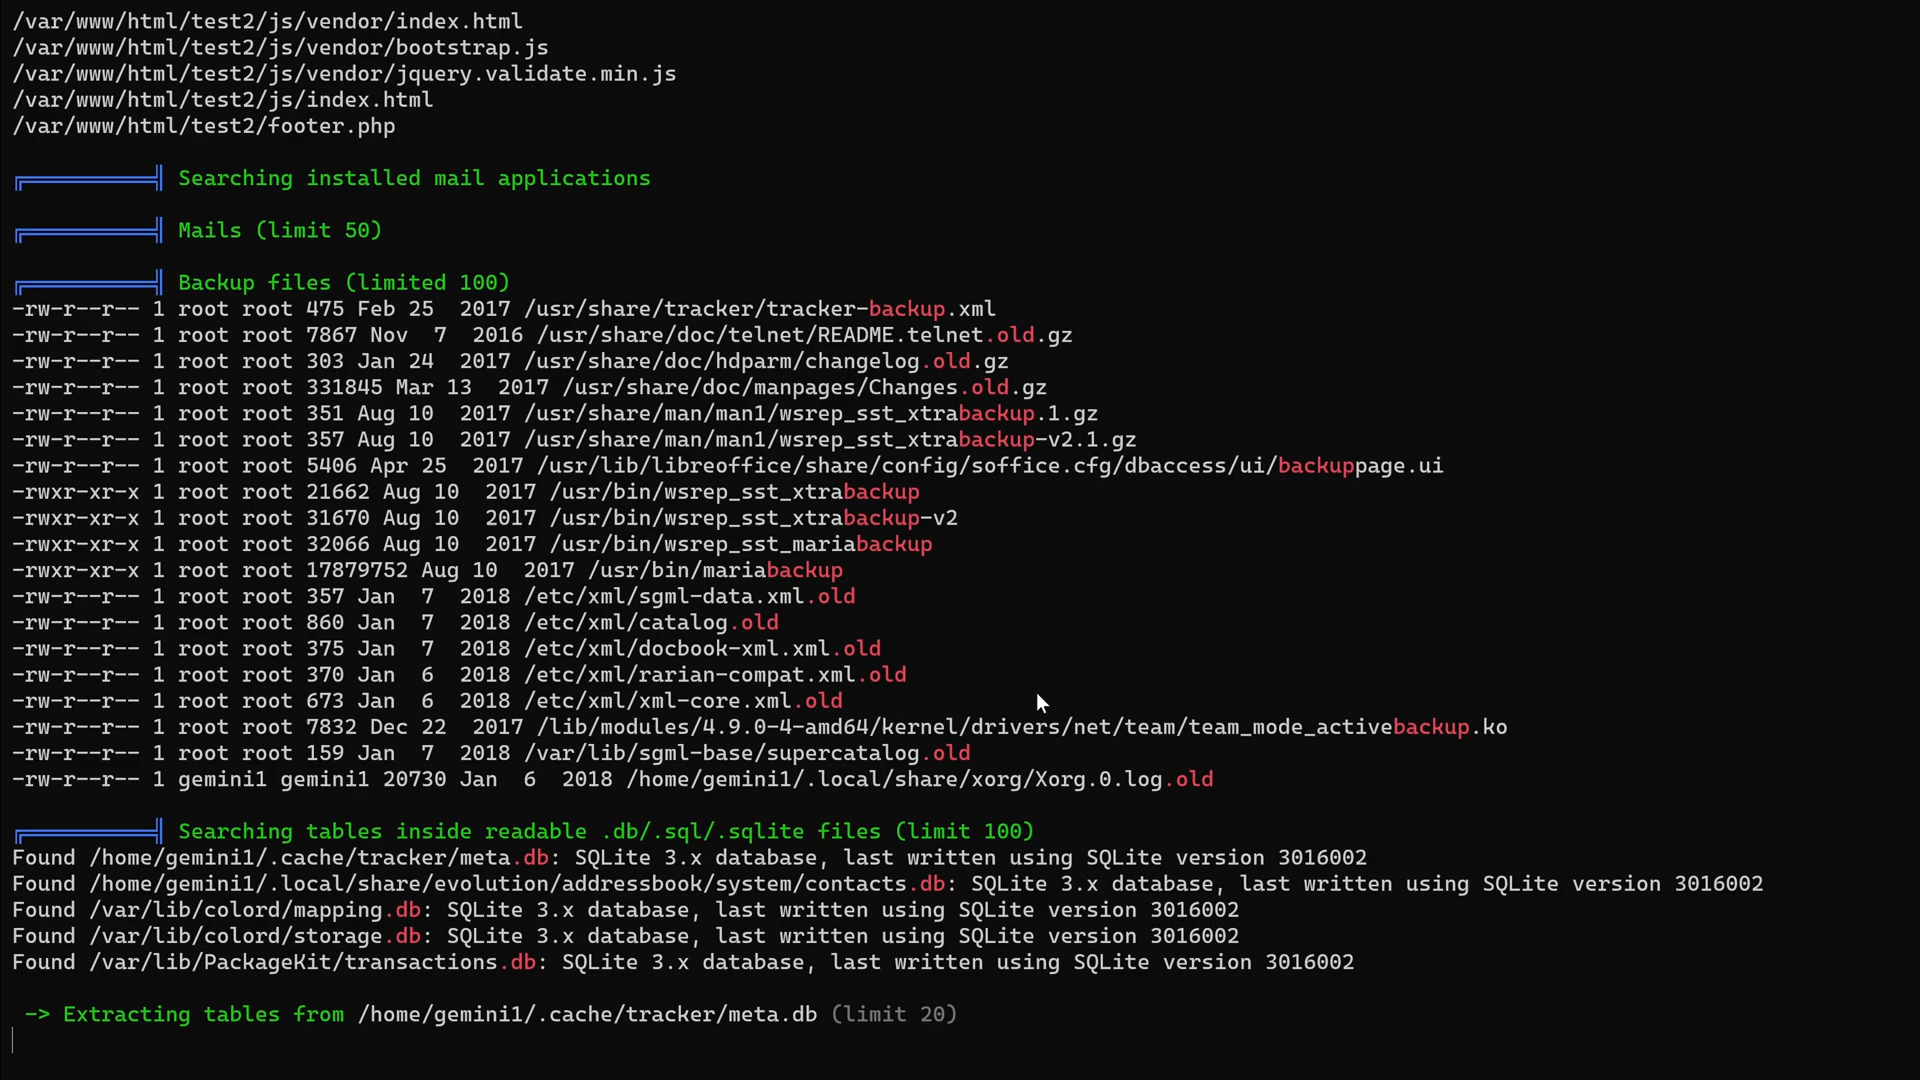 /var/www/html/test2/js/vendor/index.html
/var/www/html/test2/js/vendor/bootstrap.js
/var/www/html/test2/js/vendor/jquery.validate.min.js
/var/www/html/test2/js/index.html
/var/www/html/test2/footer.php
╔══════════╣ Searching installed mail applications
╔══════════╣ Mails (limit 50)
╔══════════╣ Backup files (limited 100)
-rw-r--r-- 1 root root 475 Feb 25  2017 /usr/share/tracker/tracker-backup.xml
-rw-r--r-- 1 root root 7867 Nov  7  2016 /usr/share/doc/telnet/README.telnet.old.gz
-rw-r--r-- 1 root root 303 Jan 24  2017 /usr/share/doc/hdparm/changelog.old.gz
-rw-r--r-- 1 root root 331845 Mar 13  2017 /usr/share/doc/manpages/Changes.old.gz
-rw-r--r-- 1 root root 351 Aug 10  2017 /usr/share/man/man1/wsrep_sst_xtrabackup.1.gz
-rw-r--r-- 1 root root 357 Aug 10  2017 /usr/share/man/man1/wsrep_sst_xtrabackup-v2.1.gz
-rw-r--r-- 1 root root 5406 Apr 25  2017 /usr/lib/libreoffice/share/config/soffice.cfg/dbaccess/ui/backuppage.ui
-rwxr-xr-x 1 root root 21662 Aug 10  2017 /usr/bin/wsrep_sst_xtrabackup
-rwxr-xr-x 1 root root 31670 Aug 10  2017 /usr/bin/wsrep_sst_xtrabackup-v2
-rwxr-xr-x 1 root root 32066 Aug 10  2017 /usr/bin/wsrep_sst_mariabackup
-rwxr-xr-x 1 root root 17879752 Aug 10  2017 /usr/bin/mariabackup
-rw-r--r-- 1 root root 357 Jan  7  2018 /etc/xml/sgml-data.xml.old
-rw-r--r-- 1 root root 860 Jan  7  2018 /etc/xml/catalog.old
-rw-r--r-- 1 root root 375 Jan  7  2018 /etc/xml/docbook-xml.xml.old
-rw-r--r-- 1 root root 370 Jan  6  2018 /etc/xml/rarian-compat.xml.old
-rw-r--r-- 1 root root 673 Jan  6  2018 /etc/xml/xml-core.xml.old
-rw-r--r-- 1 root root 7832 Dec 22  2017 /lib/modules/4.9.0-4-amd64/kernel/drivers/net/team/team_mode_activebackup.ko
-rw-r--r-- 1 root root 159 Jan  7  2018 /var/lib/sgml-base/supercatalog.old
-rw-r--r-- 1 gemini1 gemini1 20730 Jan  6  2018 /home/gemini1/.local/share/xorg/Xorg.0.log.old
╔══════════╣ Searching tables inside readable .db/.sql/.sqlite files (limit 100)
Found /home/gemini1/.cache/tracker/meta.db: SQLite 3.x database, last written using SQLite version 3016002
Found /home/gemini1/.local/share/evolution/addressbook/system/contacts.db: SQLite 3.x database, last written using SQLite version 3016002
Found /var/lib/colord/mapping.db: SQLite 3.x database, last written using SQLite version 3016002
Found /var/lib/colord/storage.db: SQLite 3.x database, last written using SQLite version 3016002
Found /var/lib/PackageKit/transactions.db: SQLite 3.x database, last written using SQLite version 3016002
-> Extracting tables from /home/gemini1/.cache/tracker/meta.db (limit 20)